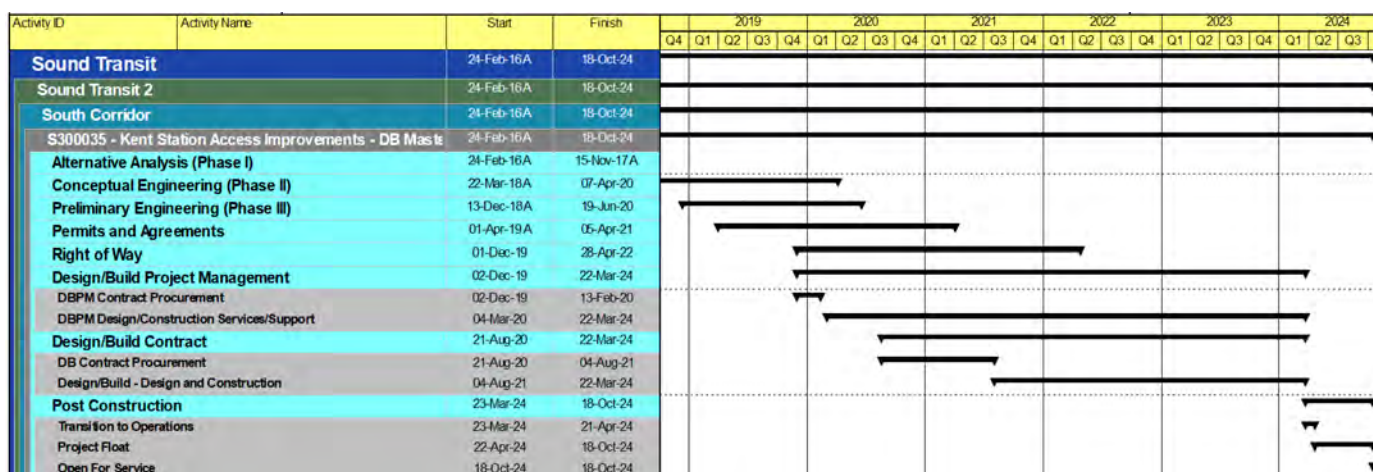 Activity ID Activity Name Start Finish 2019 2020 2021 2022 2023 2024
Q4 Q1 Q2 Q3 Q4 Q1 Q2 Q3 Q4 Q1 Q2 Q3 Q4 Q1 Q2 Q3 Q4 Q1 Q2 Q3 Q4 Q1 Q2 Q3
Sound Transit 24-Feb-16A 18-Oct-24
Sound Transit 2 24-Feb-16A 18-Oct-24
South Corridor 24-Feb-16A 18-Oct-24
S300035 - Kent Station Access Improvements - DB Maste 24-Feb-16A 18-Oct-24
Alternative Analysis (Phase I) 24-Feb-16A 15-Nov-17A
Conceptual Engineering (Phase II) 22-Mar-18A 07-Apr-20
Preliminary Engineering (Phase III) 13-Dec-18A 19-Jun-20
Permits and Agreements 01-Apr-19A 05-Apr-21
Right of Way 01-Dec-19 28-Apr-22
Design/Build Project Management 02-Dec-19 22-Mar-24
DBPM Contract Procurement 02-Dec-19 13-Feb-20
DBPM Design/Construction Services/Support 04-Mar-20 22-Mar-24
Design/Build Contract 21-Aug-20 22-Mar-24
DB Contract Procurement 21-Aug-20 04-Aug-21
Design/Build - Design and Construction 04-Aug-21 22-Mar-24
Post Construction 23-Mar-24 18-Oct-24
Transition to Operations 23-Mar-24 21-Apr-24
Project Float 22-Apr-24 18-Oct-24
Open For Service 18-Oct-24 18-Oct-24